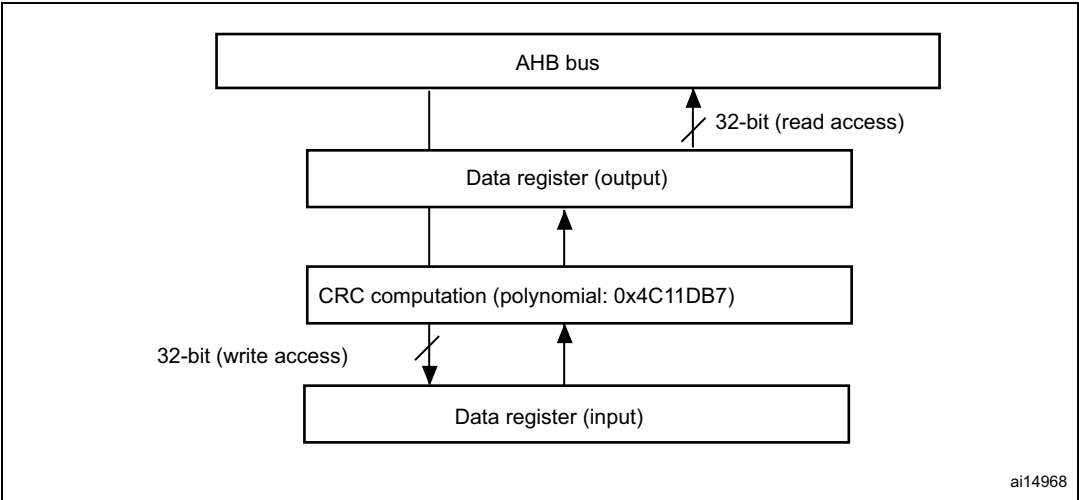 AHB bus
32-bit (read access)
Data register (output)
CRC computation (polynomial: 0x4C11DB7)
32-bit (write access)
Data register (input)
ai14968